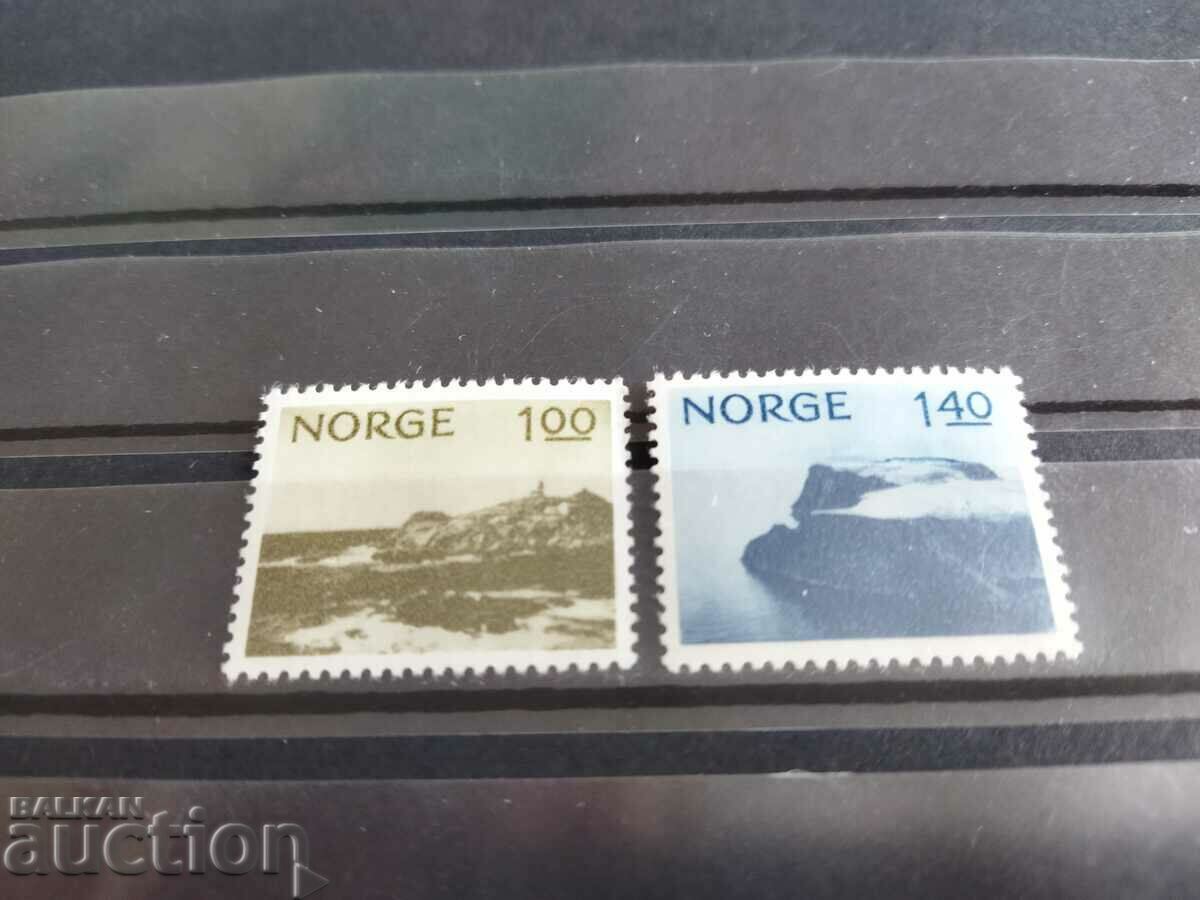 NORGE 1 00
NORGE 1 40
BALKAN
auction